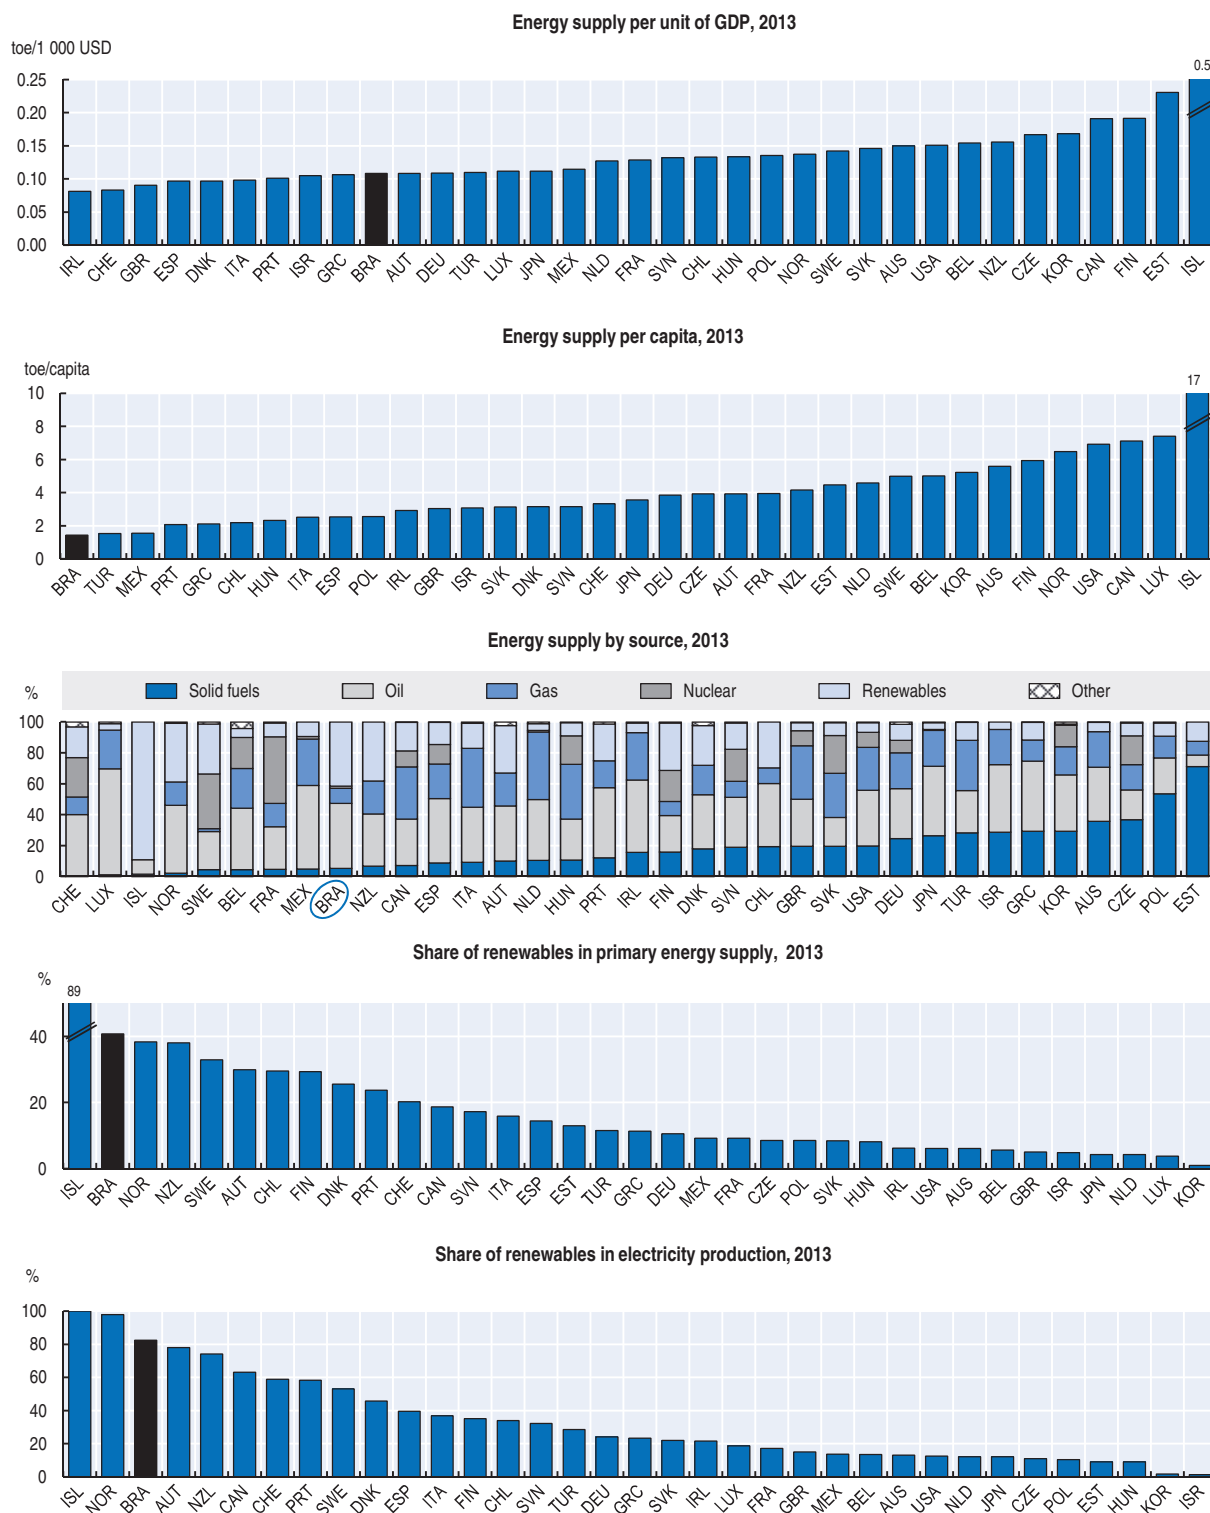 Energy supply per unit of GDP, 2013
toe/1 000 USD
0.5
0.25
0.20
0.15
0.10
0.05
0.00
IRL CHE GBR ESP DNK ITA PRT ISR GRC BRA AUT DEU TUR LUX JPN MEX NLD FRA SVN CHL HUN POL NOR SWE SVK AUS USA BEL NZL CZE KOR CAN FIN EST ISL
Energy supply per capita, 2013
toe/capita
17
10
8
6
4
2
0
BRA TUR MEX PRT GRC CHL HUN ITA ESP POL IRL GBR ISR SVK DNK SVN CHE JPN DEU CZE AUT FRA NZL EST NLD SWE BEL KOR AUS FIN NOR USA CAN LUX ISL
Energy supply by source, 2013
% Solid fuels Oil Gas Nuclear Renewables Other
100
80
60
40
20
0
CHE LUX ISL NOR SWE BEL FRA MEX BRA NZL CAN ESP ITA AUT NLD HUN PRT IRL FIN DNK SVN CHL GBR SVK USA DEU JPN TUR ISR GRC KOR AUS CZE POL EST
Share of renewables in primary energy supply, 2013
%
89
40
20
0
ISL BRA NOR NZL SWE AUT CHL FIN DNK PRT CHE CAN SVN ITA ESP EST TUR GRC DEU MEX FRA CZE POL SVK HUN IRL USA AUS BEL GBR ISR JPN NLD LUX KOR
Share of renewables in electricity production, 2013
%
100
80
60
40
20
0
ISL NOR BRA AUT NZL CAN CHE PRT SWE DNK ESP ITA FIN CHL SVN TUR DEU GRC SVK IRL LUX FRA GBR MEX BEL AUS USA NLD JPN CZE POL EST HUN KOR ISR